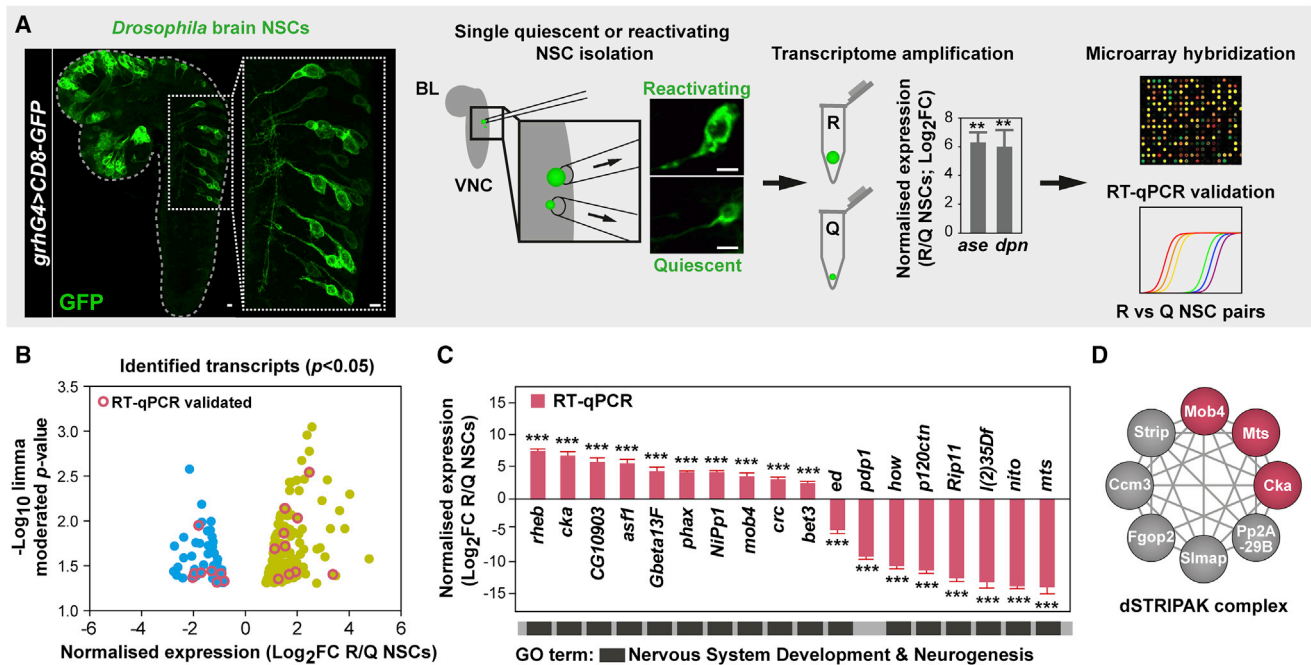 A
Drosophila brain NSCs
grhG4>CD8-GFP
GFP
Single quiescent or reactivating
NSC isolation
BL
VNC
Reactivating
Quiescent
Transcriptome amplification
R
Q
Normalised expression
(R/Q NSCs; Log2FC)
8
6
4
2
0
**
**
ase
dpn
Microarray hybridization
RT-qPCR validation
R vs Q NSC pairs
B
Identified transcripts (p<0.05)
RT-qPCR validated
-Log10 limma
moderated p-value
3.5
3.0
2.5
2.0
1.5
1.0
-6
-4
-2
0
2
4
6
Normalised expression (Log2FC R/Q NSCs)
C
Normalised expression
(Log2FC R/Q NSCs)
RT-qPCR
15
10
5
0
-5
-10
-15
***
***
***
***
***
***
***
***
***
***
rheb
cka
CG10903
asf1
Gbeta13F
phax
NiPp1
mob4
crc
bet3
ed
pdp1
how
p120ctn
Rip11
l(2)35Df
nito
mts
***
***
***
***
***
***
***
***
GO term:
Nervous System Development & Neurogenesis
D
Mob4
Mts
Cka
Pp2A
-29B
Slmap
Fgop2
Ccm3
Strip
dSTRIPAK complex